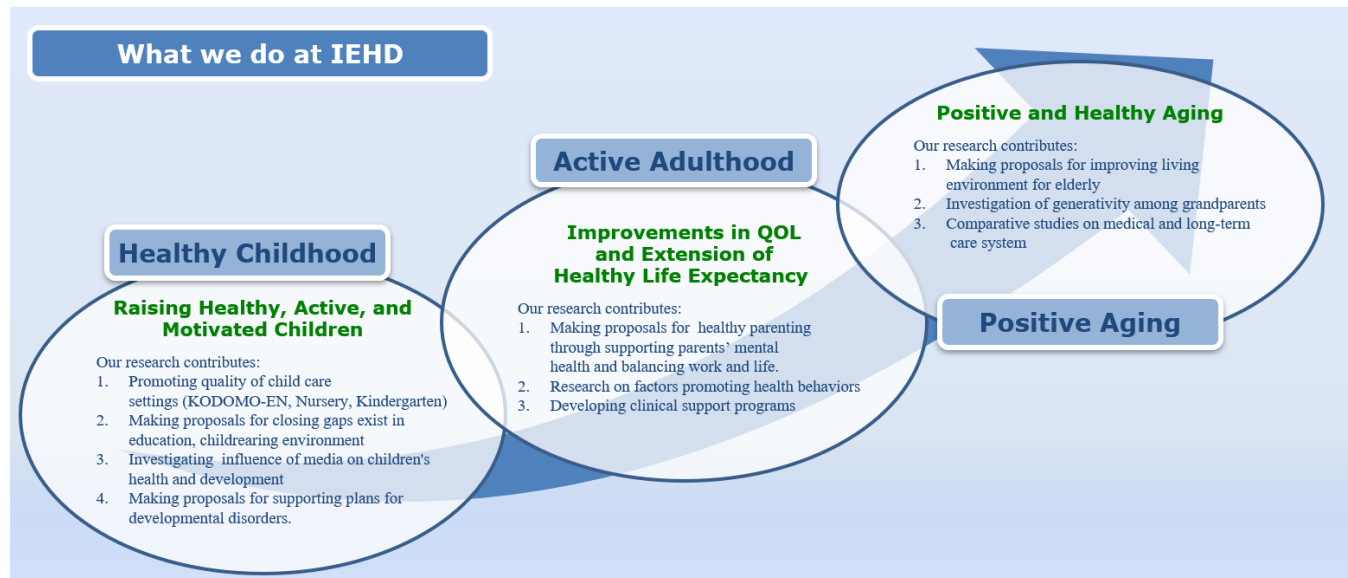 What we do at IEHD
Healthy Childhood
Raising Healthy, Active, and
Motivated Children
Our research contributes:
1. Promoting quality of child care
settings (KODOMO-EN, Nursery, Kindergarten)
2. Making proposals for closing gaps exist in
education, childrearing environment
3. Investigating influence of media on children's
health and development
4. Making proposals for supporting plans for
developmental disorders.
Active Adulthood
Improvements in QOL
and Extension of
Healthy Life Expectancy
Our research contributes:
1. Making proposals for healthy parenting
through supporting parents’ mental
health and balancing work and life.
2. Research on factors promoting health behaviors
3. Developing clinical support programs
Positive and Healthy Aging
Our research contributes:
1. Making proposals for improving living
environment for elderly
2. Investigation of generativity among grandparents
3. Comparative studies on medical and long-term
care system
Positive Aging